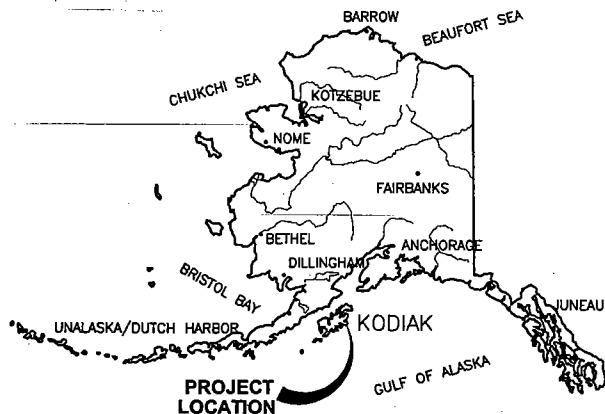 BARROW
BEAUFORT SEA
CHUKCHI SEA
KOTZEBUE
NOME
FAIRBANKS
BETHEL
ANCHORAGE
DILLINGHAM
BRISTOL BAY
UNALASKA/DUTCH HARBOR
KODIAK
JUNEAU
GULF OF ALASKA
PROJECT
LOCATION